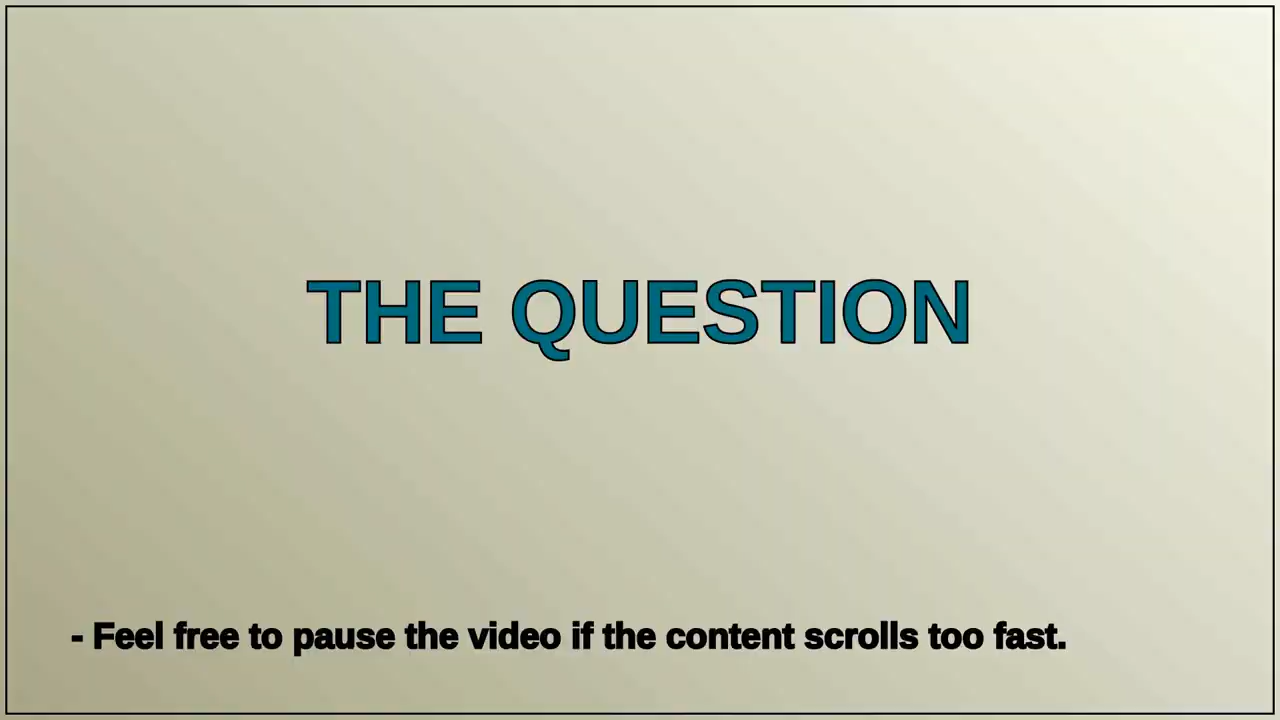 THE QUESTION
- Feel free to pause the video if the content scrolls too fast.